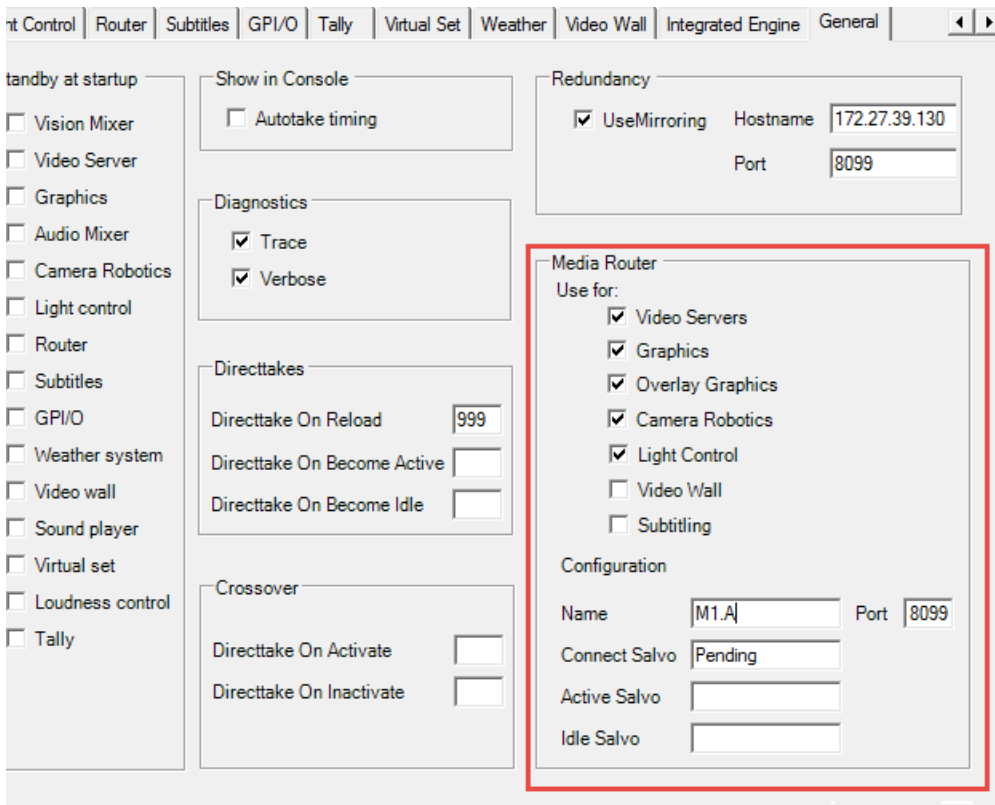 nt Control Router Subtitles GPI/O Tally Virtual Set Weather Video Wall Integrated Engine General
tandby at startup
Vision Mixer
Video Server
Graphics
Audio Mixer
Camera Robotics
Light control
Router
Subtitles
GPI/O
Weather system
Video wall
Sound player
Virtual set
Loudness control
Tally
Show in Console
Autotake timing
Diagnostics
Trace
Verbose
Directtakes
Directtake On Reload 999
Directtake On Become Active
Directtake On Become Idle
Crossover
Directtake On Activate
Directtake On Inactivate
Redundancy
UseMirroring Hostname 172.27.39.130
Port 8099
Media Router
Use for:
Video Servers
Graphics
Overlay Graphics
Camera Robotics
Light Control
Video Wall
Subtitling
Configuration
Name M1.A Port 8099
Connect Salvo Pending
Active Salvo
Idle Salvo